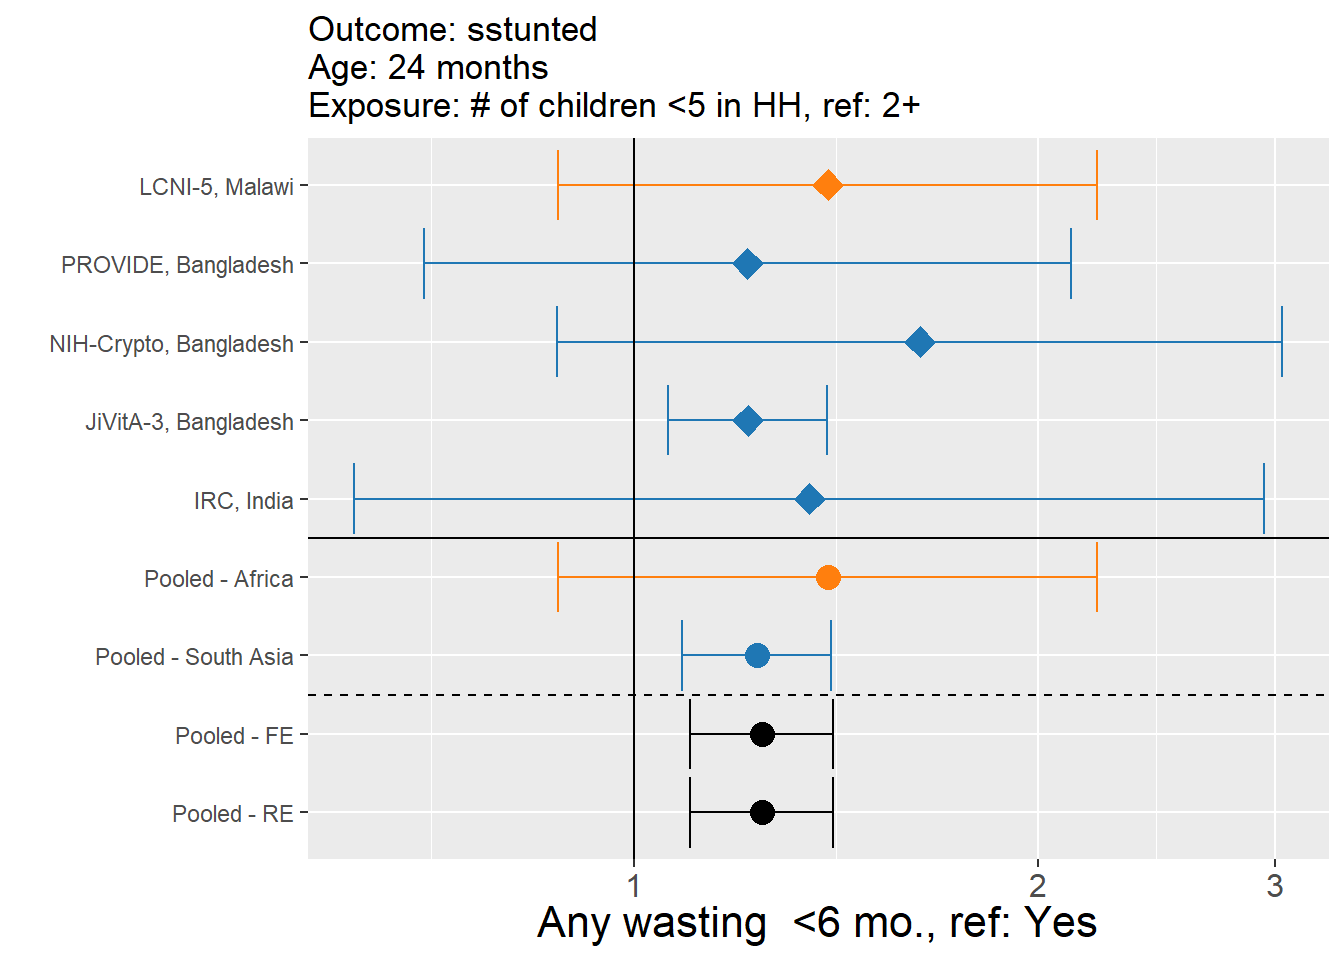 Outcome: sstunted
Age: 24 months
Exposure: # of children <5 in HH, ref: 2+
LCNI-5, Malawi
PROVIDE, Bangladesh
NIH-Crypto, Bangladesh
JiVitA-3, Bangladesh
IRC, India
Pooled - Africa
Pooled - South Asia
Pooled - FE
Pooled - RE
1 2 3
Any wasting  <6 mo., ref: Yes